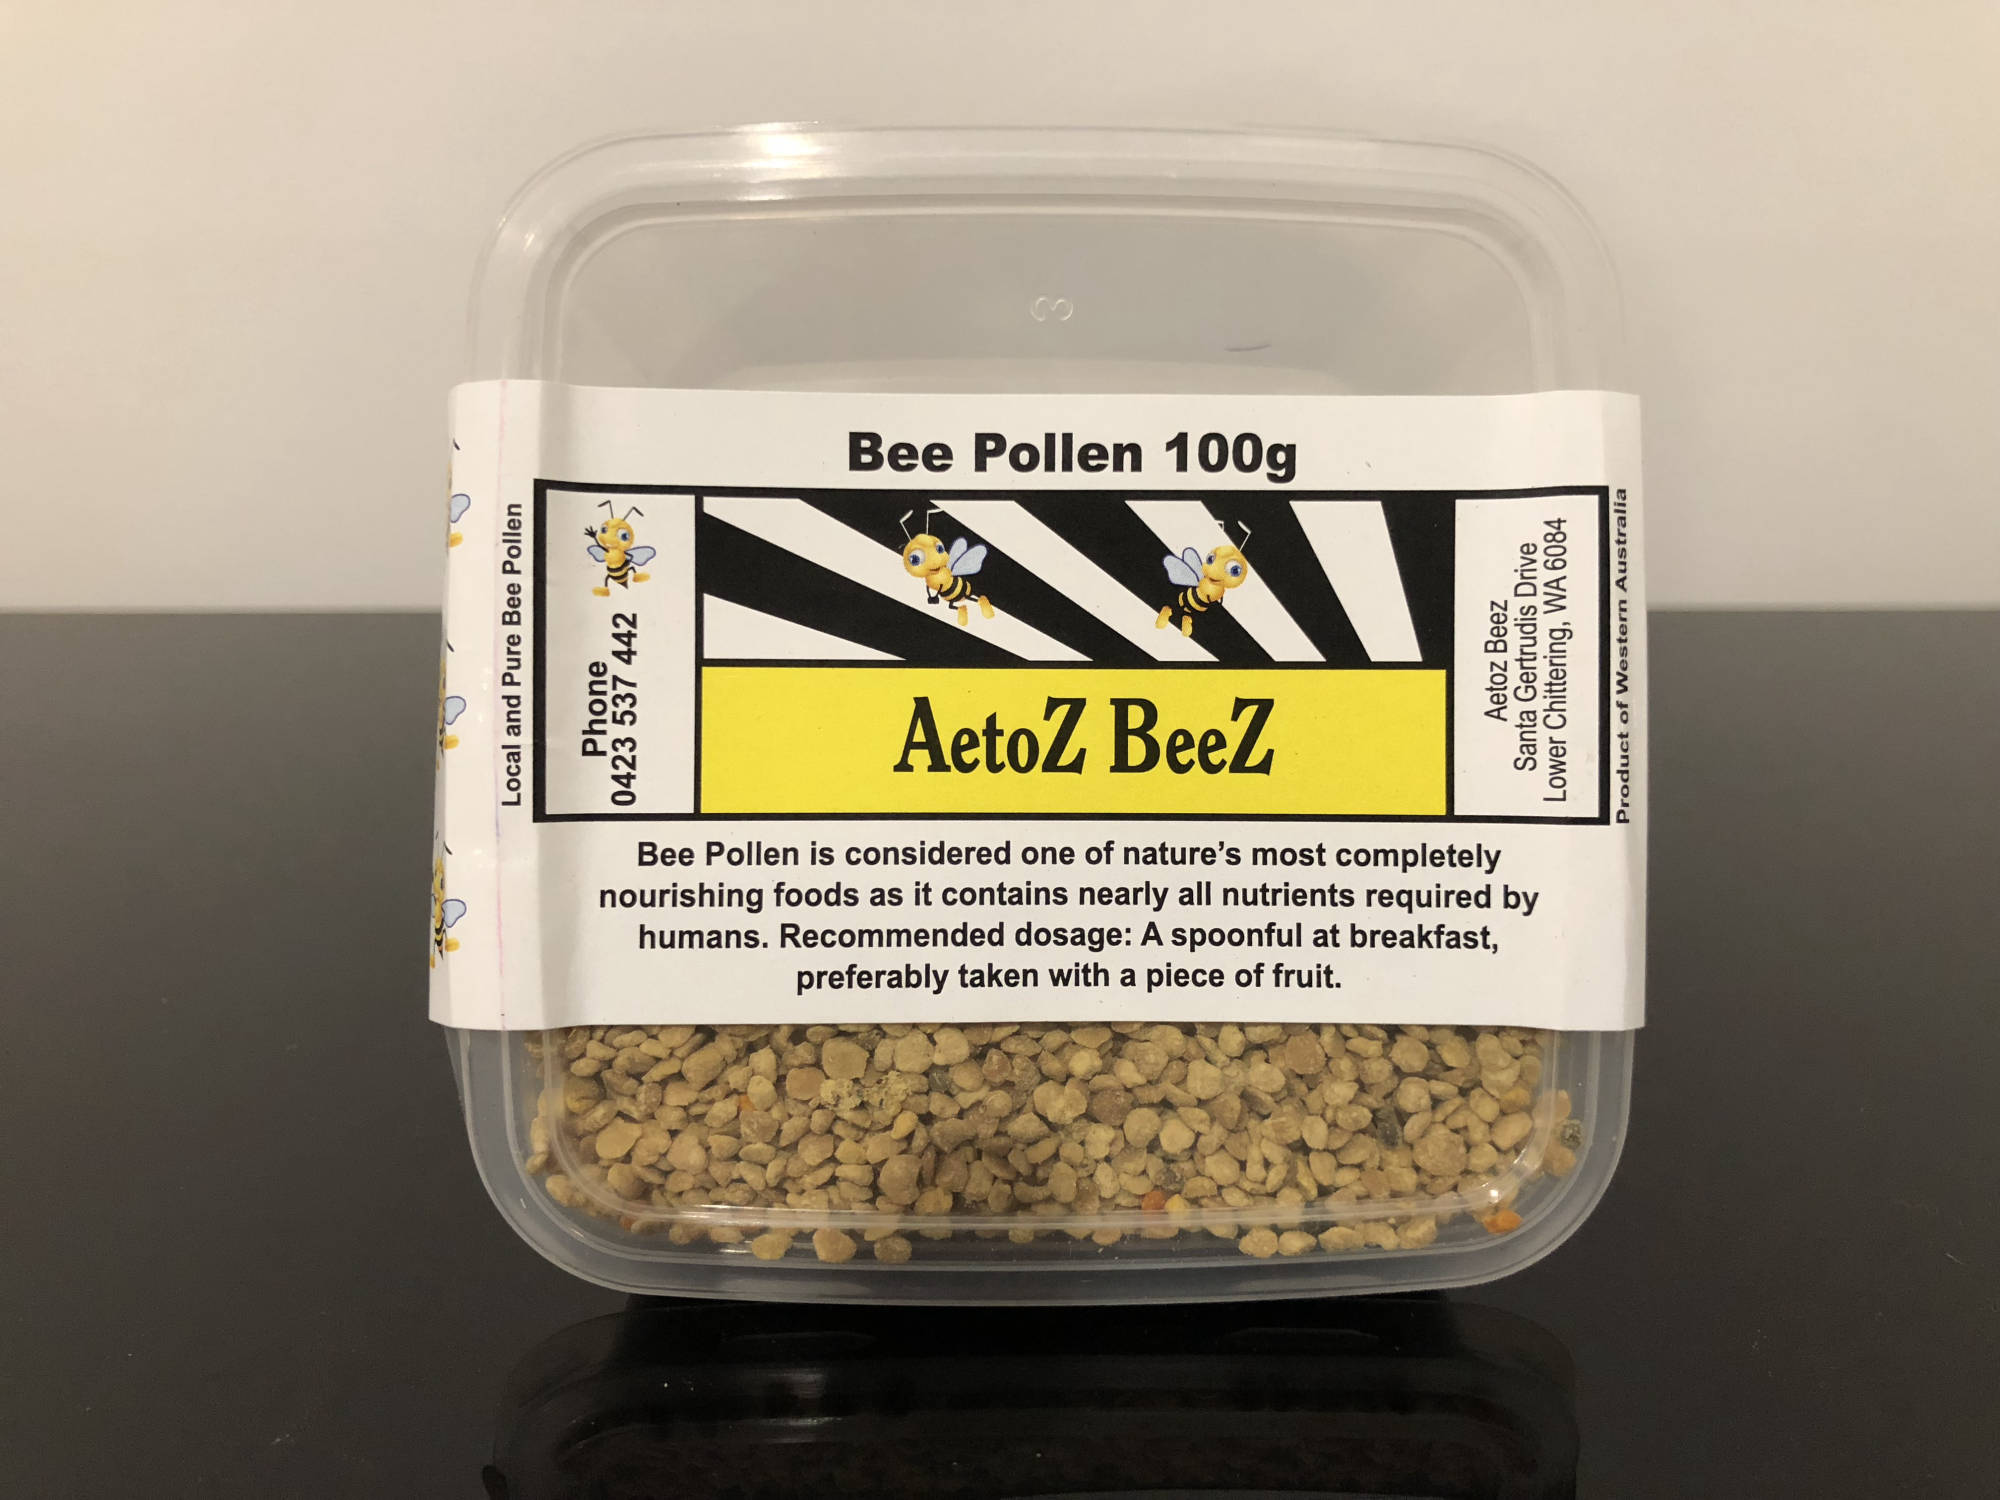 3
Bee Pollen 100g
Local and Pure Bee Pollen
Phone
0423 537 442
AetoZ BeeZ
Aetoz Beez
Santa Gertrudis Drive
Lower Chittering, WA 6084
Product of Western Australia
Bee Pollen is considered one of nature's most completely
nourishing foods as it contains nearly all nutrients required by
humans. Recommended dosage: A spoonful at breakfast,
preferably taken with a piece of fruit.